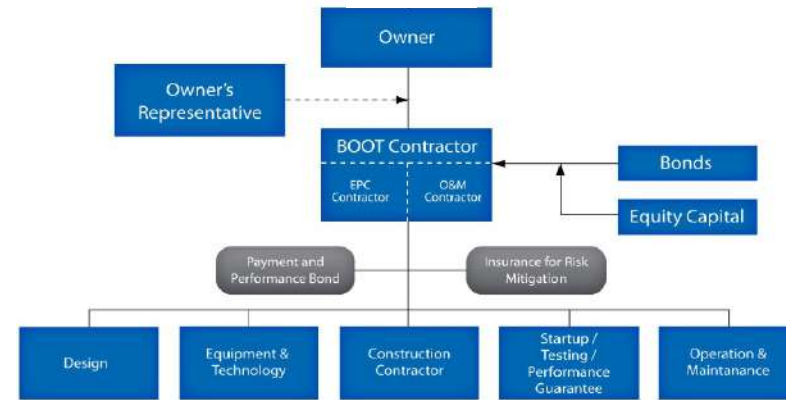 Owner
Owner's
Representative
BOOT Contractor
EPC
Contractor
O&M
Contractor
Bonds
Equity Capital
Payment and
Performance Bond
Insurance for Risk
Mitigation
Design
Equipment &
Technology
Construction
Contractor
Startup /
Testing /
Performance
Guarantee
Operation &
Maintanance